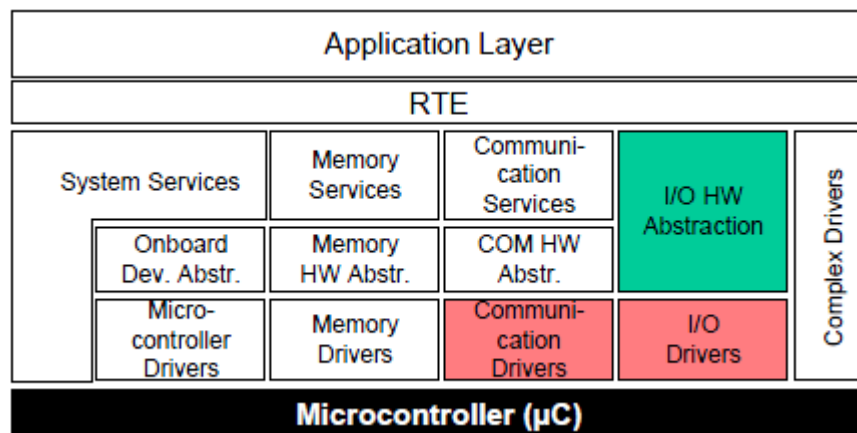 Application Layer
RTE
System Services
Memory
Services
Communi-
cation
Services
I/O HW
Abstraction
Complex Drivers
Onboard
Dev. Abstr.
Memory
HW Abstr.
COM HW
Abstr.
Micro-
controller
Drivers
Memory
Drivers
Communi-
cation
Drivers
I/O
Drivers
Microcontroller (µC)